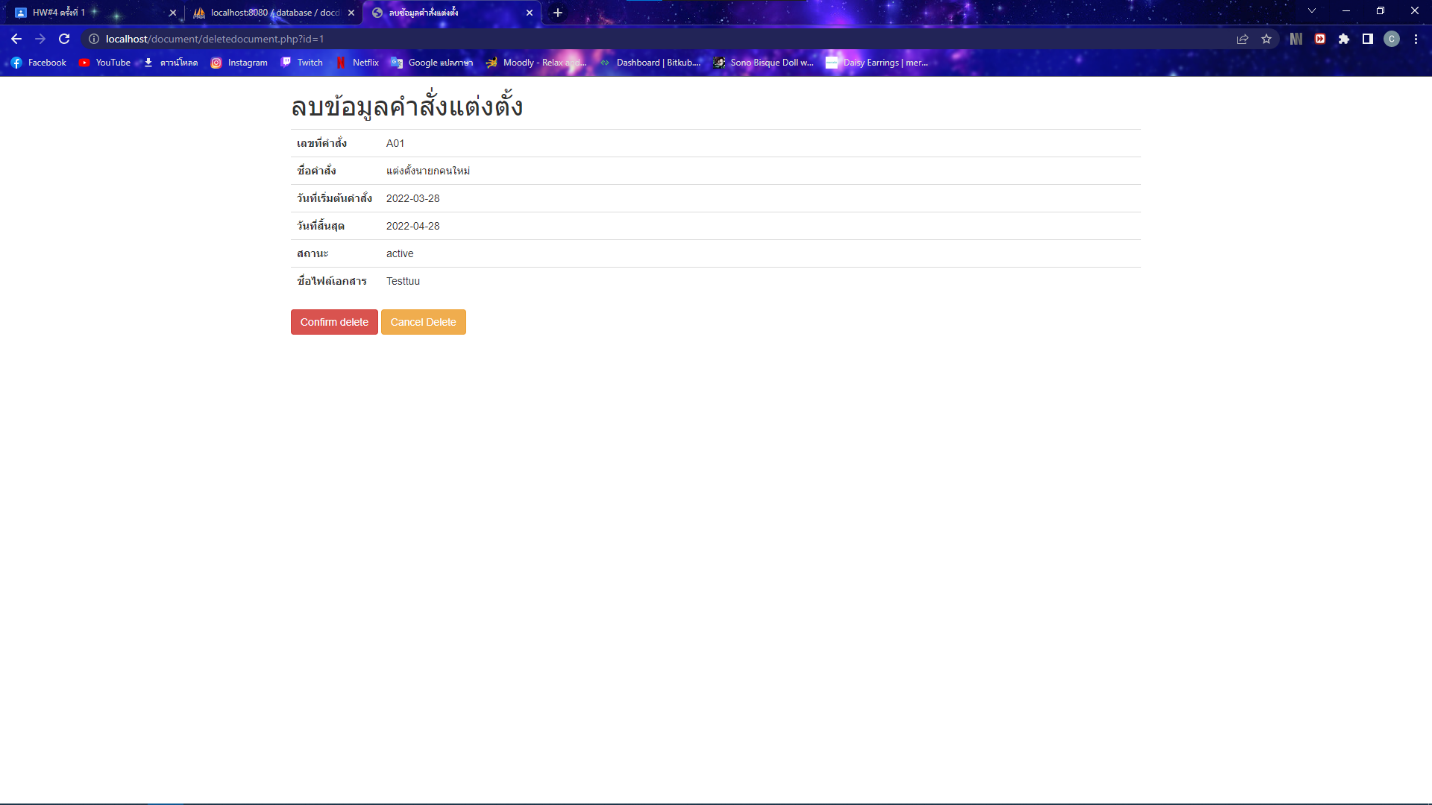 HW#4 ครั้งที่ 1
localhost:8080 / database / docd
ลบข้อมูลคำสั่งแต่งตั้ง
localhost/document/deletedocument.php?id=1
C
Facebook YouTube ดาวน์โหลด Instagram Twitch Netflix Google แปลภาษา Moodly - Relax Dashboard | Bitkub.... Sono Bisque Doll w... Daisy Earrings | mer...
ลบข้อมูลคำสั่งแต่งตั้ง
เลขที่คำสั่ง A01
ชื่อคำสั่ง แต่งตั้งนายกคนใหม่
วันที่เริ่มต้นคำสั่ง 2022-03-28
วันที่สิ้นสุด 2022-04-28
สถานะ active
ชื่อไฟล์เอกสาร Testtuu
Confirm delete Cancel Delete